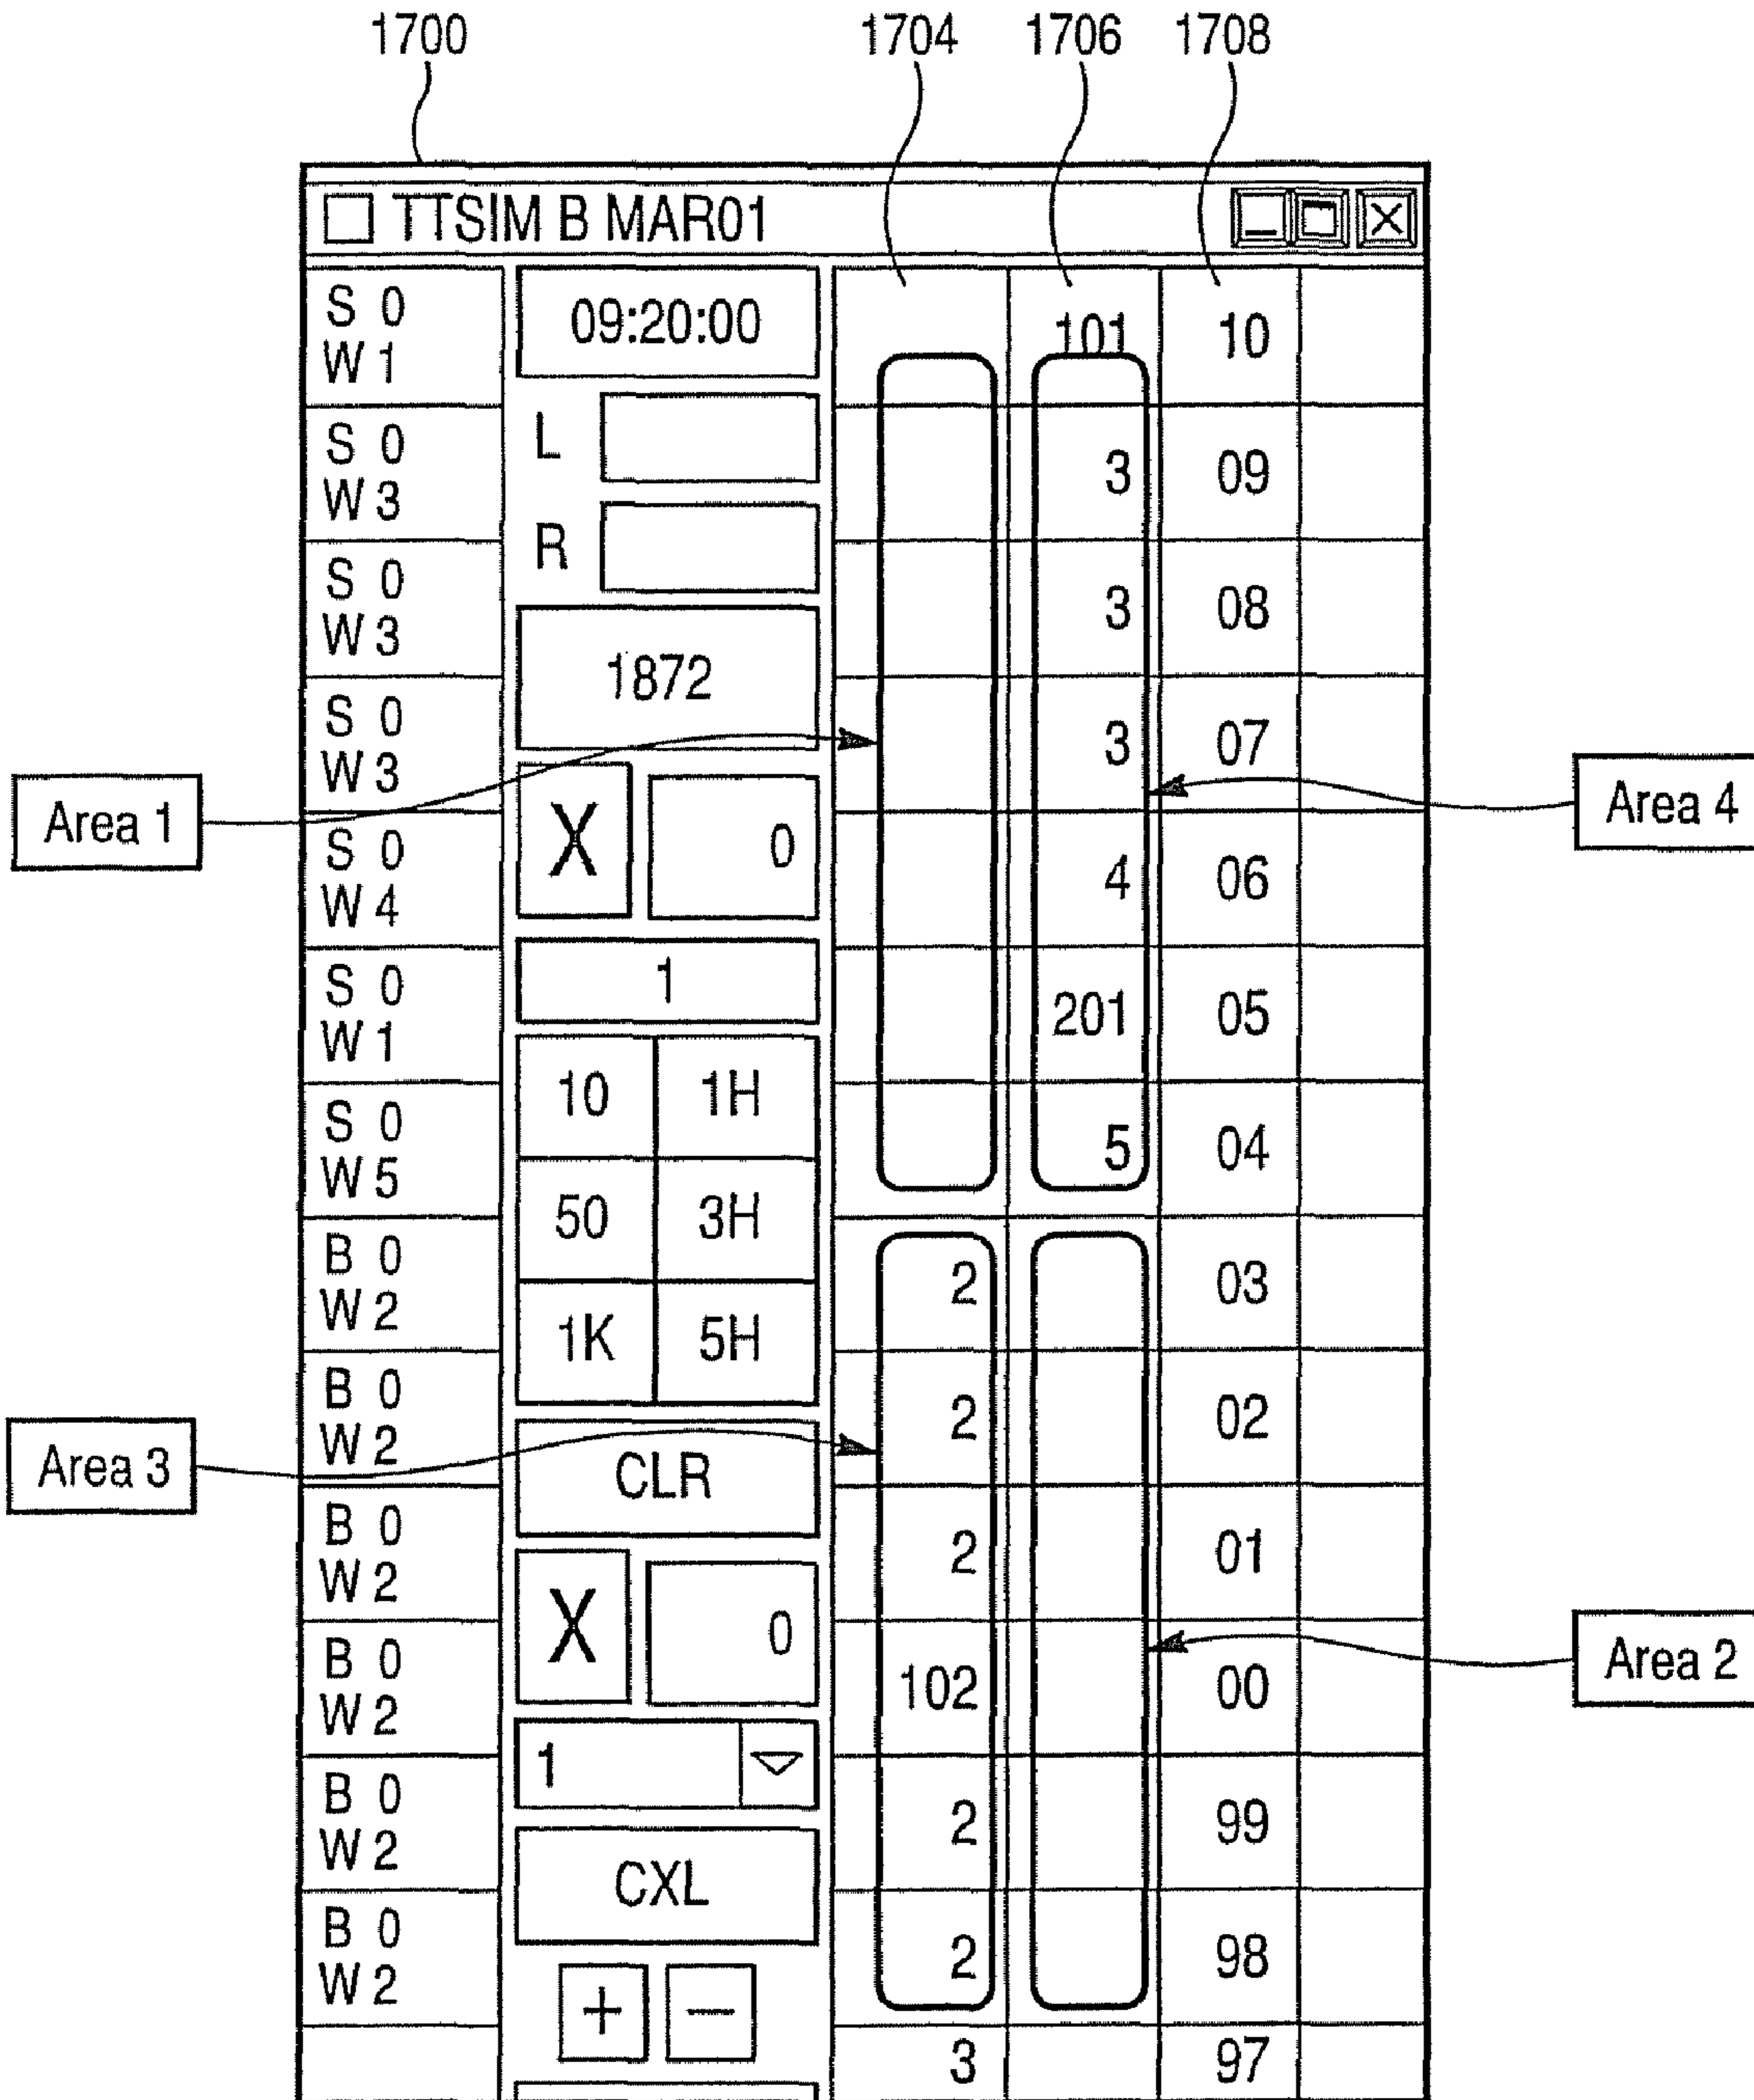 1700 1704 1706 1708
TTSIM B MAR01
S 0
W 1
09:20:00
101 10
S 0
W 3
L
3 09
S 0
W 3
R
3 08
1872
S 0
W 3
3 07
Area 1
Area 4
X 0
S 0
W 4
4 06
1
S 0
W 1
201 05
10 1H
S 0
W 5
5 04
50 3H
B 0
W 2
2 03
1K 5H
B 0
W 2
2 02
Area 3
CLR
B 0
W 2
2 01
X 0
B 0
W 2
102 00
Area 2
1
B 0
W 2
2 99
CXL
B 0
W 2
2 98
+ −
3 97